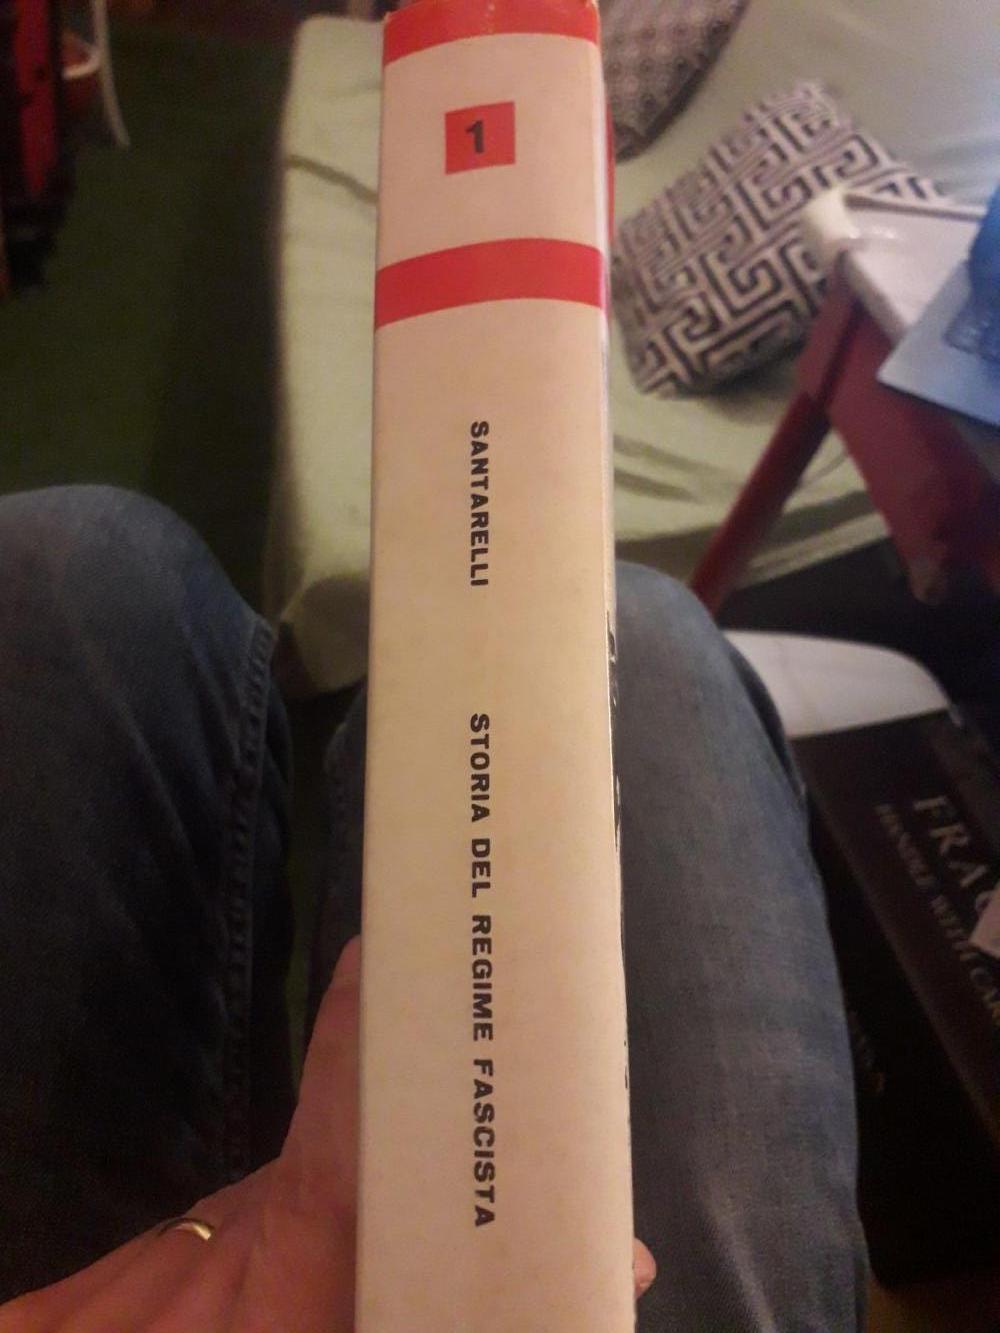 1
SANTARELLI
STORIA DEL REGIME FASCISTA